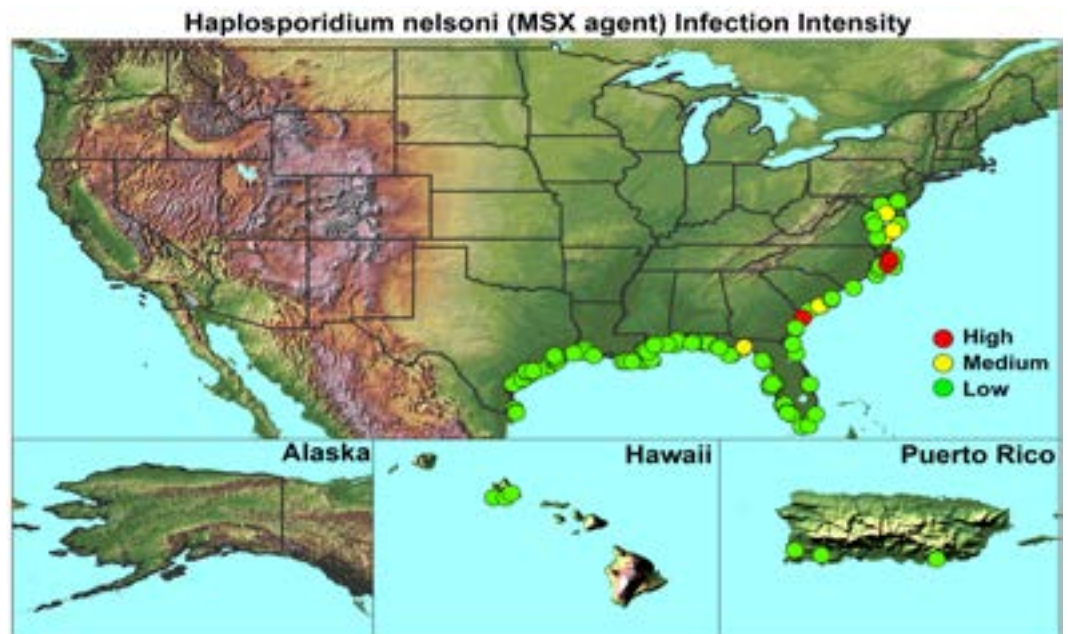 Haplosporidium nelsoni (MSX agent) Infection Intensity
High
Medium
Low
Alaska
Hawaii
Puerto Rico